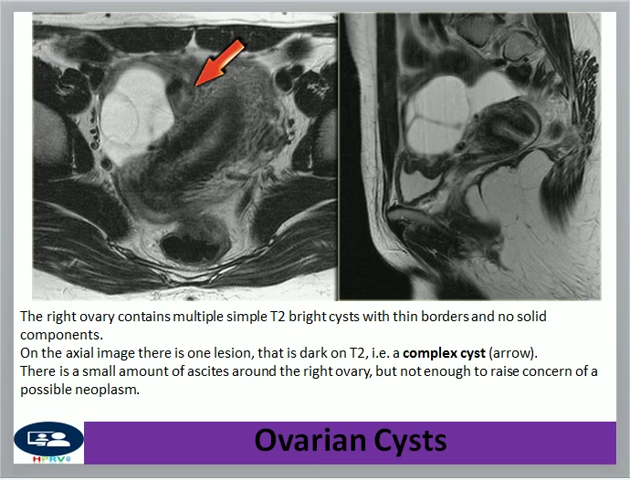 The right ovary contains multiple simple T2 bright cysts with thin borders and no solid
components.
On the axial image there is one lesion, that is dark on T2, i.e. a complex cyst (arrow).
There is a small amount of ascites around the right ovary, but not enough to raise concern of a
possible neoplasm.
Ovarian Cysts